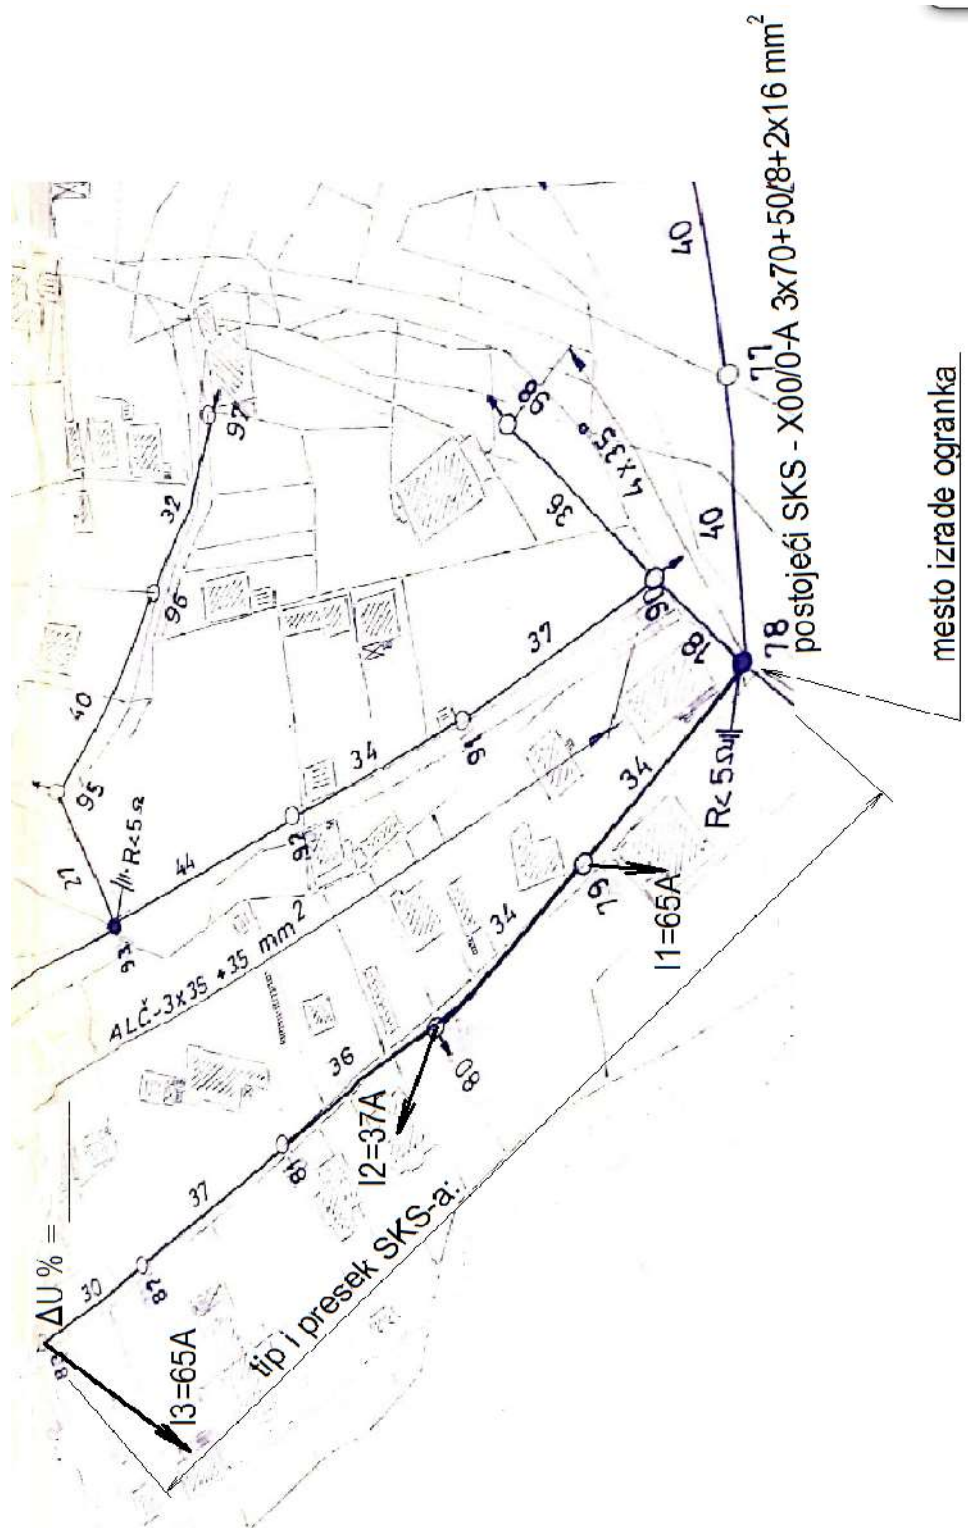 ΔU % = ________
83
30
82
37
81
36
80
34
79
34
78
I3=65A
I2=37A
I1=65A
tip i presek SKS-a:
ALČ-3x35 +35 mm²
R<5Ω
93
R<5Ω
27
95
40
96
32
97
44
92
34
91
37
90
18
36
98
4x35°
40
77
40
postojeći SKS - X00/0-A 3x70+50/8+2x16 mm²
mesto izrade ogranka